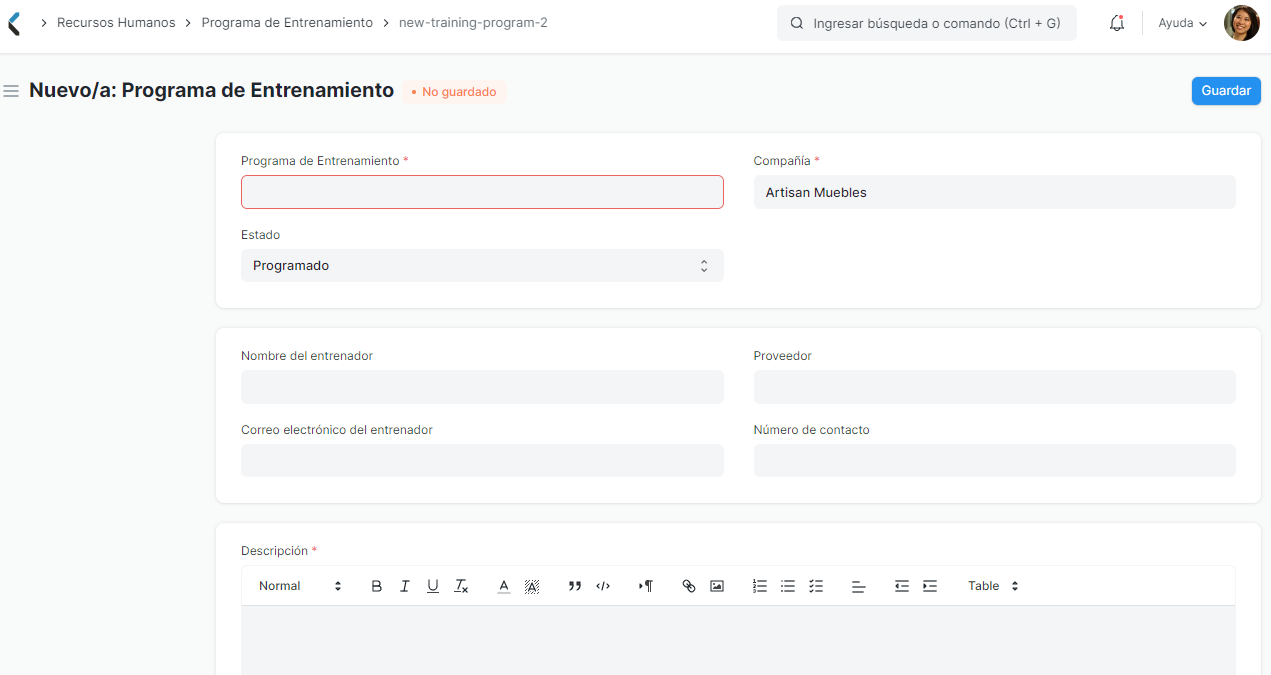 Recursos Humanos Programa de Entrenamiento new-training-program-2 Ingresar búsqueda o comando (Ctrl + G) Ayuda
Nuevo/a: Programa de Entrenamiento • No guardado Guardar
Programa de Entrenamiento * Compañía *
Artisan Muebles
Estado
Programado
Nombre del entrenador Proveedor
Correo electrónico del entrenador Número de contacto
Descripción *
Normal Table